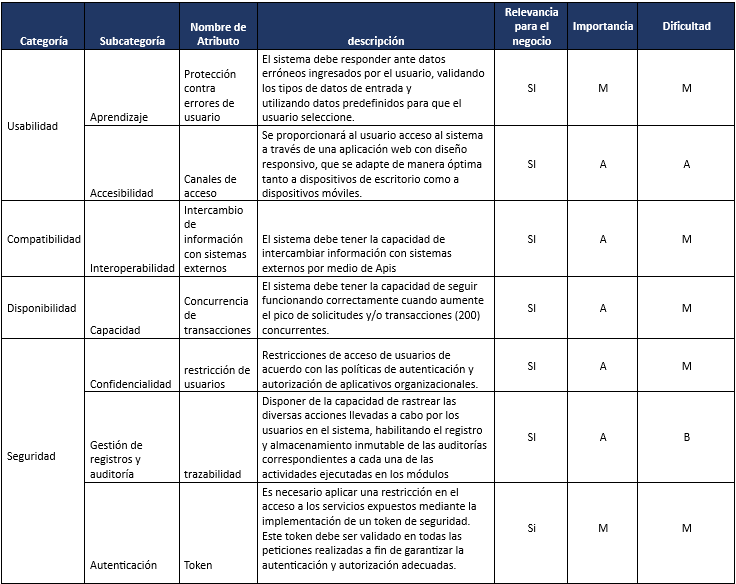 Categoría
Subcategoría
Nombre de
Atributo
descripción
Relevancia
para el
negocio
Importancia
Dificultad
Usabilidad
Aprendizaje
Protección
contra
errores de
usuario
El sistema debe responder ante datos
erróneos ingresados por el usuario, validando
los tipos de datos de entrada y
utilizando datos predefinidos para que el
usuario seleccione.
SI
M
M
Accesibilidad
Canales de
acceso
Se proporcionará al usuario acceso al sistema
a través de una aplicación web con diseño
responsivo, que se adapte de manera óptima
tanto a dispositivos de escritorio como a
dispositivos móviles.
SI
A
A
Compatibilidad
Interoperabilidad
Intercambio
de
información
con sistemas
externos
El sistema debe tener la capacidad de
intercambiar información con sistemas
externos por medio de Apis
SI
A
M
Disponibilidad
Capacidad
Concurrencia
de
transacciones
El sistema debe tener la capacidad de seguir
funcionando correctamente cuando aumente
el pico de solicitudes y/o transacciones (200)
concurrentes.
SI
A
M
Seguridad
Confidencialidad
restricción de
usuarios
Restricciones de acceso de usuarios de
acuerdo con las políticas de autenticación y
autorización de aplicativos organizacionales.
SI
A
M
Gestión de
registros y
auditoría
trazabilidad
Disponer de la capacidad de rastrear las
diversas acciones llevadas a cabo por los
usuarios en el sistema, habilitando el registro
y almacenamiento inmutable de las auditorías
correspondientes a cada una de las
actividades ejecutadas en los módulos
SI
A
B
Autenticación
Token
Es necesario aplicar una restricción en el
acceso a los servicios expuestos mediante la
implementación de un token de seguridad.
Este token debe ser validado en todas las
peticiones realizadas a fin de garantizar la
autenticación y autorización adecuadas.
Si
M
M